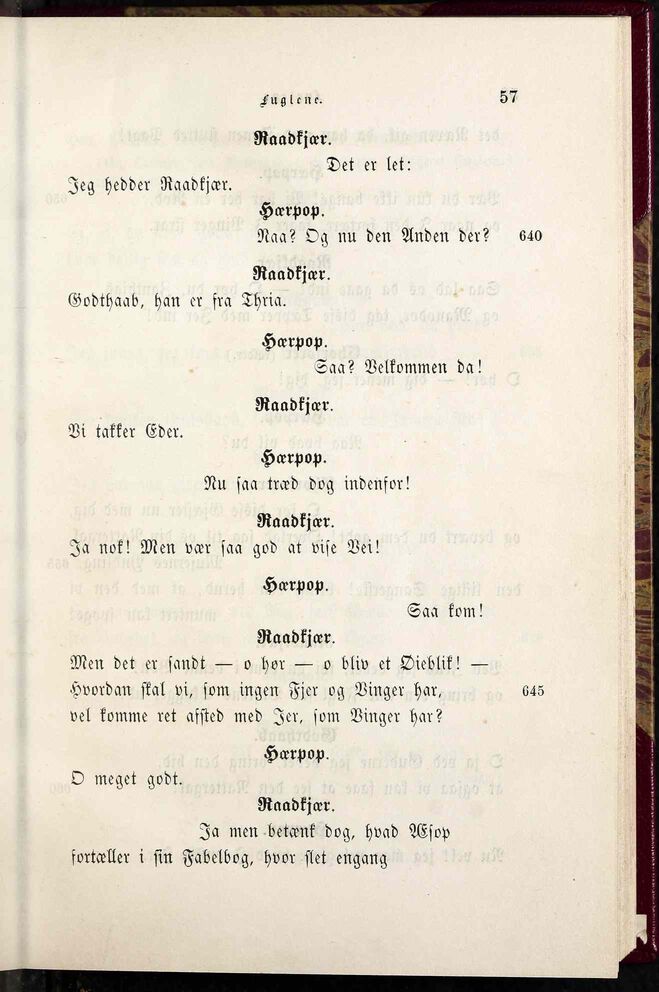 Fuglene. 57
Raadkjær.
Det er let:
Jeg hedder Raadkjær.
Hærpop.
Naa? Og nu den Anden der? 640
Raadkjær.
Godthaab, han er fra Thria.
Hærpop.
Saa? Velkommen da!
Raadkjær.
Vi takker Eder.
Hærpop.
Nu saa træd dog indenfor!
Raadkjær.
Ja nok! Men vær saa god at vise Vei!
Hærpop.
Saa kom!
Raadkjær.
Men det er sandt — o hør — o bliv et Øieblik! —
Hvordan skal vi, som ingen Fjer og Vinger har, 645
vel komme ret afsted med Jer, som Vinger har?
Hærpop.
O meget godt.
Raadkjær.
Ja men betænk dog, hvad Æsop
fortæller i sin Fabelbog, hvor slet engang